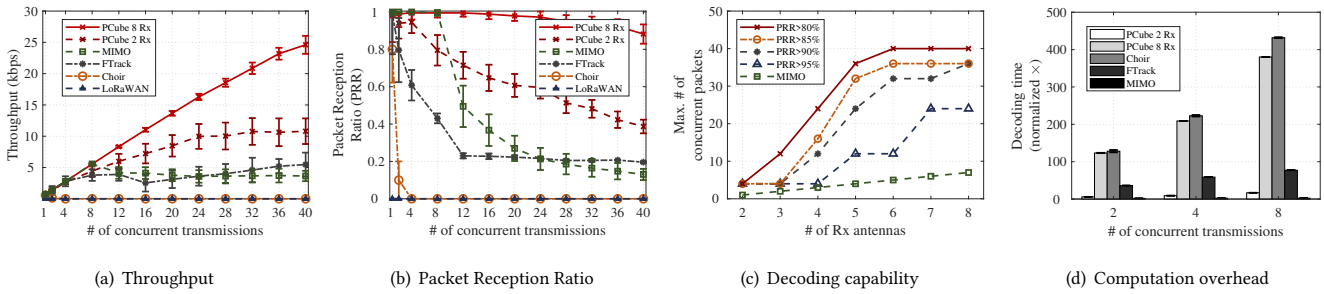 30
25
20
15
10
5
0
Throughput (kbps)
PCube 8 Rx
PCube 2 Rx
MIMO
FTrack
Choir
LoRaWAN
1 4 8 12 16 20 24 28 32 36 40
# of concurrent transmissions
(a) Throughput
1
0.8
0.6
0.4
0.2
0
Packet Reception
Ratio (PRR)
PCube 8 Rx
PCube 2 Rx
MIMO
FTrack
Choir
LoRaWAN
1 4 8 12 16 20 24 28 32 36 40
# of concurrent transmissions
(b) Packet Reception Ratio
50
40
30
20
10
0
Max. # of
concurrent packets
PRR>80%
PRR>85%
PRR>90%
PRR>95%
MIMO
2 3 4 5 6 7 8
# of Rx antennas
(c) Decoding capability
500
400
300
200
100
0
Decoding time
(normalized ×)
PCube 2 Rx
PCube 8 Rx
Choir
FTrack
MIMO
2 4 8
# of concurrent transmissions
(d) Computation overhead